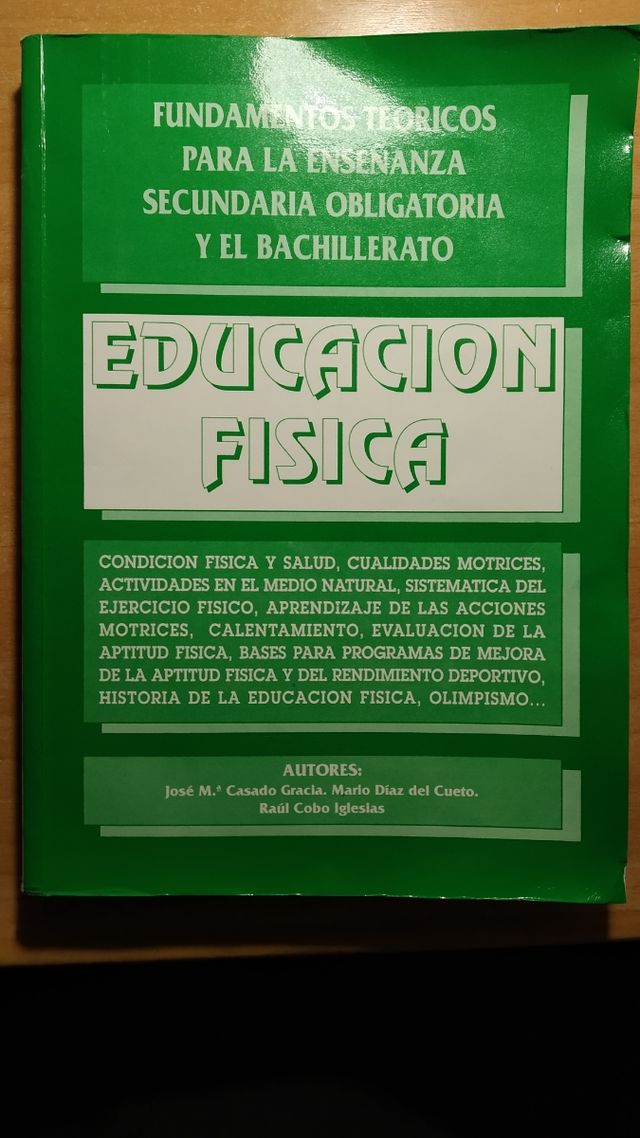 FUNDAMENTOS TEORICOS
PARA LA ENSEÑANZA
SECUNDARIA OBLIGATORIA
Y EL BACHILLERATO
EDUCACION
FISICA
CONDICION FISICA Y SALUD, CUALIDADES MOTRICES,
ACTIVIDADES EN EL MEDIO NATURAL, SISTEMATICA DEL
EJERCICIO FISICO, APRENDIZAJE DE LAS ACCIONES
MOTRICES, CALENTAMIENTO, EVALUACION DE LA
APTITUD FISICA, BASES PARA PROGRAMAS DE MEJORA
DE LA APTITUD FISICA Y DEL RENDIMIENTO DEPORTIVO,
HISTORIA DE LA EDUCACION FISICA, OLIMPISMO...
AUTORES:
José M.ª Casado Gracia. Mario Díaz del Cueto.
Raúl Cobo Iglesias